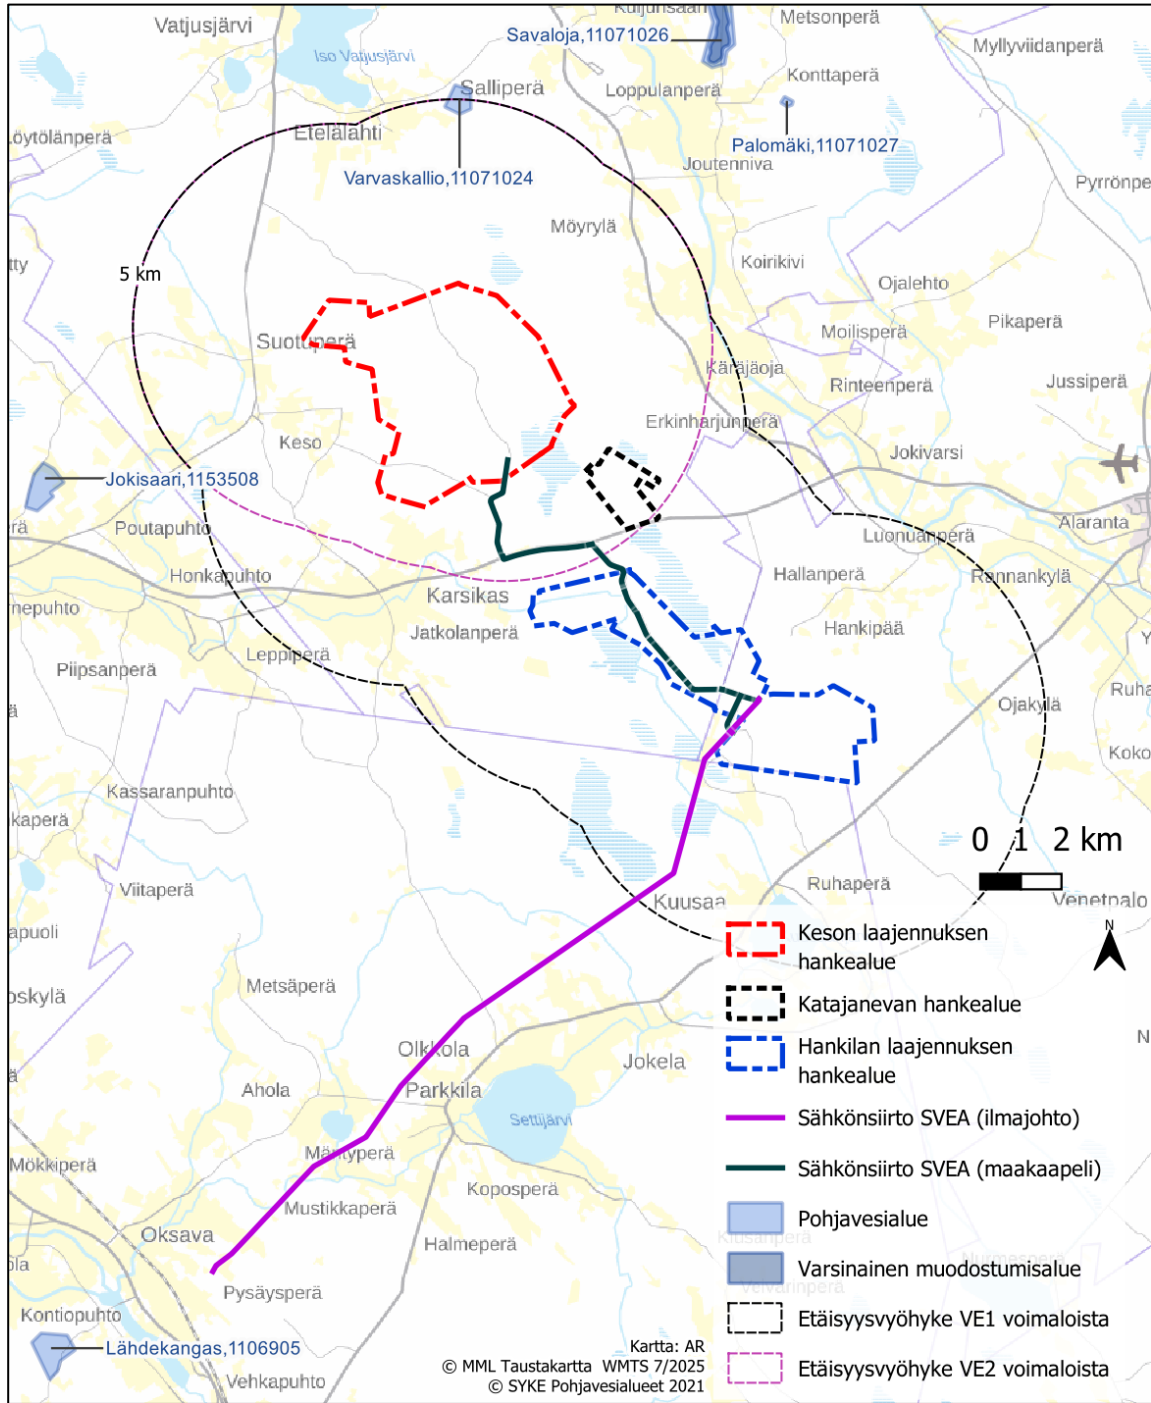 Vatjusjärvi
Iso Vatjusjärvi
Savaloja,11071026
Metsonperä
Myllyviidanperä
Salliperä
Loppulanperä
Konttaperä
Löytölänperä
Etelälahti
Palomäki,11071027
Varvaskallio,11071024
Joutenniva
Möyrylä
Koirikivi
5 km
Ojalehto
Suotuperä
Moilisperä
Pikaperä
Käräjäoja
Rinteenperä
Jussiperä
Keso
Erkinharjunperä
Jokivarsi
Jokisaari,1153508
Poutapuhto
Alaranta
Luonuanperä
Honkapuhto
Karsikas
Hallanperä
Rannankylä
Jatkolanperä
Hankipää
Leppiperä
Piipsanperä
Ojakylä
Kassaranpuhto
0 1 2 km
Viitaperä
Ruhaperä
Kuusaa
Venetpalo
N
Keson laajennuksen
hankealue
Metsäperä
Katajanevan hankealue
Olkkola
Jokela
Hankilan laajennuksen
hankealue
Ahola
Parkkila
Settijärvi
Sähkönsiirto SVEA (ilmajohto)
Mäntyperä
Mökkiperä
Sähkönsiirto SVEA (maakaapeli)
Koposperä
Mustikkaperä
Pohjavesialue
Oksava
Halmeperä
Nurmesperä
Varsinainen muodostumisalue
Pysäysperä
Kontiopuhto
Etäisyysvyöhyke VE1 voimaloista
Lähdekangas,1106905
Kartta: AR
© MML Taustakartta WMTS 7/2025
Etäisyysvyöhyke VE2 voimaloista
Vehkapuhto
© SYKE Pohjavesialueet 2021